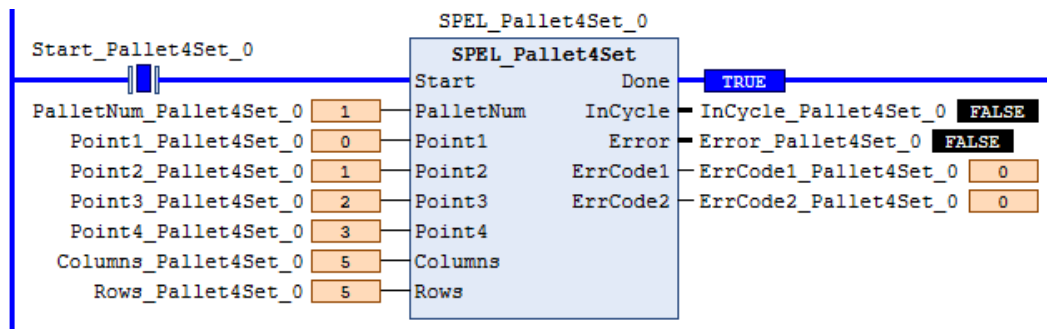 SPEL_Pallet4Set_0
Start_Pallet4Set_0
SPEL_Pallet4Set
Start Done TRUE
PalletNum_Pallet4Set_0 1 PalletNum InCycle InCycle_Pallet4Set_0 FALSE
Point1_Pallet4Set_0 0 Point1 Error Error_Pallet4Set_0 FALSE
Point2_Pallet4Set_0 1 Point2 ErrCode1 ErrCode1_Pallet4Set_0 0
Point3_Pallet4Set_0 2 Point3 ErrCode2 ErrCode2_Pallet4Set_0 0
Point4_Pallet4Set_0 3 Point4
Columns_Pallet4Set_0 5 Columns
Rows_Pallet4Set_0 5 Rows